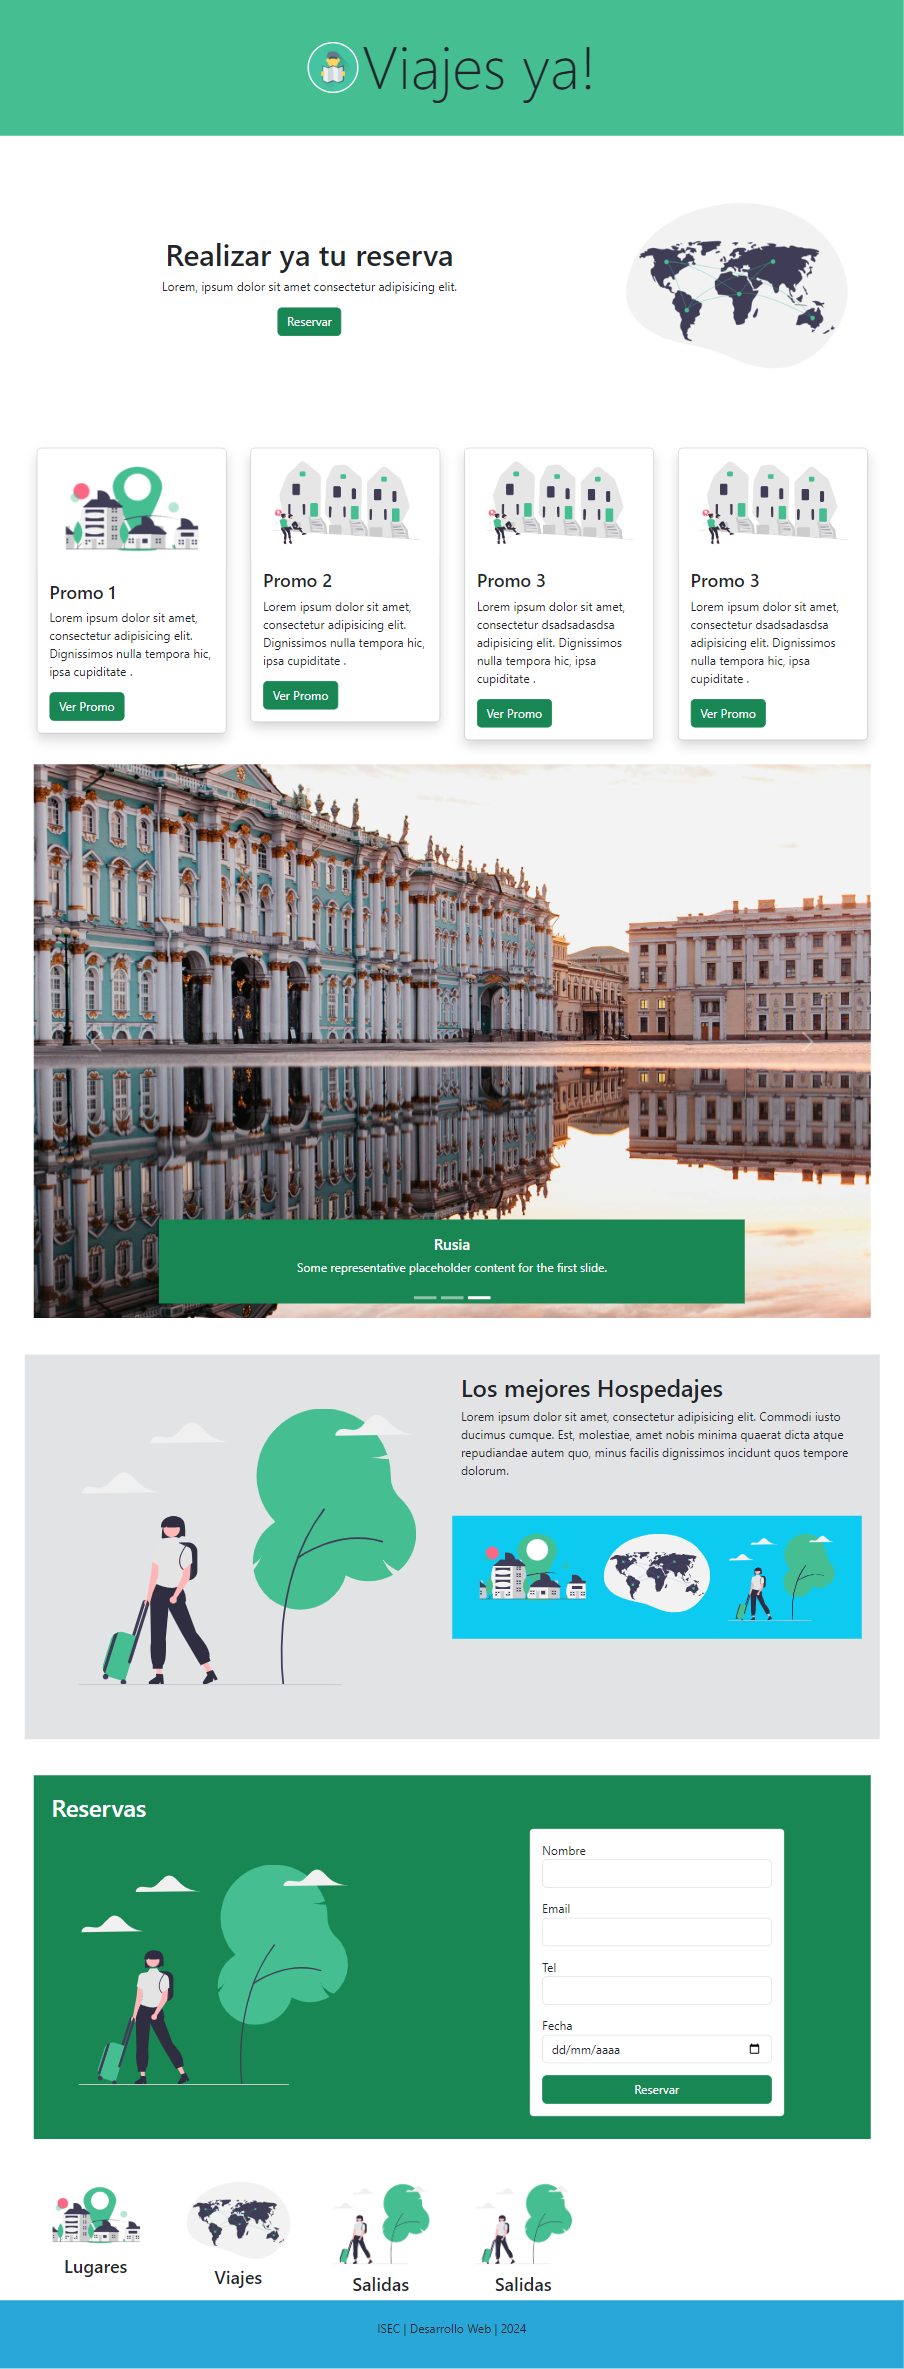 Viajes ya!
Realizar ya tu reserva
Lorem, ipsum dolor sit amet consectetur adipisicing elit.
Reservar
Promo 1
Lorem ipsum dolor sit amet,
consectetur adipisicing elit.
Dignissimos nulla tempora hic,
ipsa cupiditate .
Ver Promo
Promo 2
Lorem ipsum dolor sit amet,
consectetur adipisicing elit.
Dignissimos nulla tempora hic,
ipsa cupiditate .
Ver Promo
Promo 3
Lorem ipsum dolor sit amet,
consectetur dsadsadasdsa
adipisicing elit. Dignissimos
nulla tempora hic, ipsa
cupiditate .
Ver Promo
Promo 3
Lorem ipsum dolor sit amet,
consectetur dsadsadasdsa
adipisicing elit. Dignissimos
nulla tempora hic, ipsa
cupiditate .
Ver Promo
Rusia
Some representative placeholder content for the first slide.
Los mejores Hospedajes
Lorem ipsum dolor sit amet, consectetur adipisicing elit. Commodi iusto
ducimus cumque. Est, molestiae, amet nobis minima quaerat dicta atque
repudiandae autem quo, minus facilis dignissimos incidunt quos tempore
dolorum.
Reservas
Nombre
Email
Tel
Fecha
dd/mm/aaaa
Reservar
Lugares
Viajes
Salidas
Salidas
ISEC | Desarrollo Web | 2024